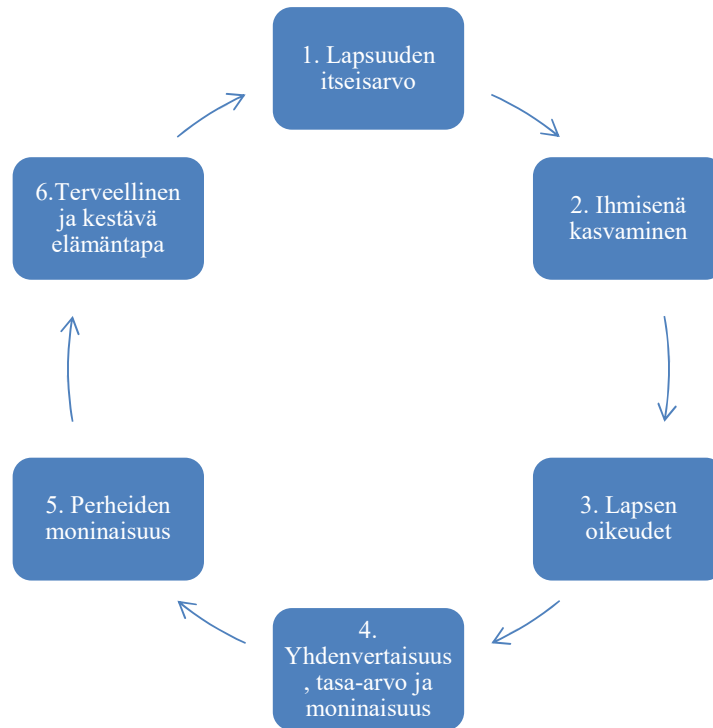 1. Lapsuuden
itseisarvo
2. Ihmisenä
kasvaminen
3. Lapsen
oikeudet
4.
Yhdenvertaisuus
, tasa-arvo ja
moninaisuus
5. Perheiden
moninaisuus
6.Terveellinen
ja kestävä
elämäntapa